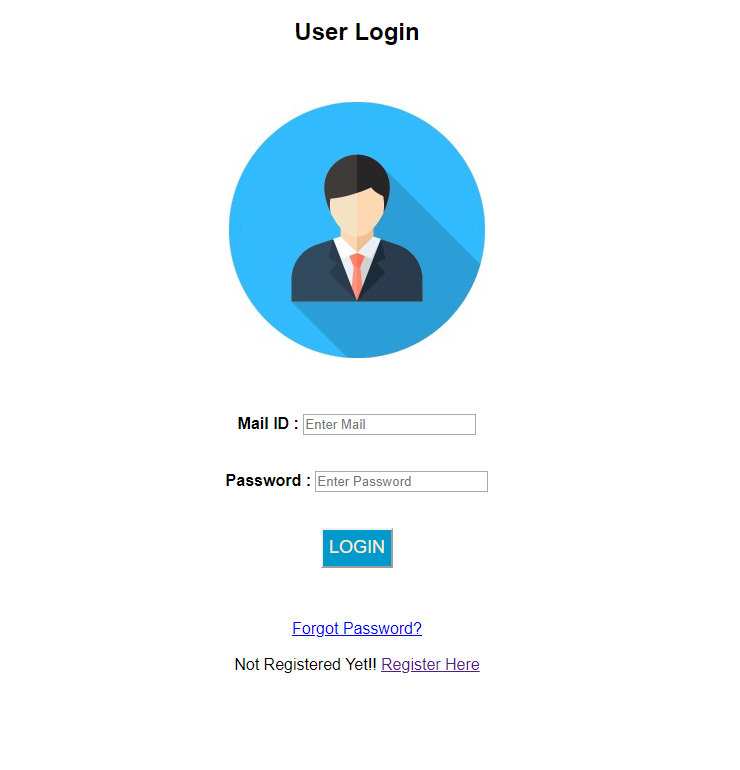 User Login
Mail ID : Enter Mail
Password : Enter Password
LOGIN
Forgot Password?
Not Registered Yet!! Register Here